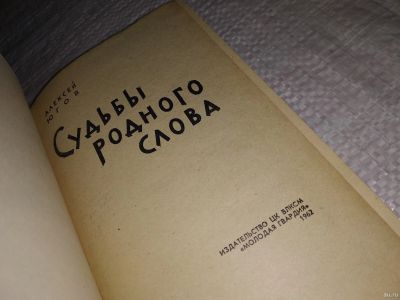 АЛЕКСЕЙ
ЮГОВ
СУДЬБЫ
РОДНОГО
СЛОВА
ИЗДАТЕЛЬСТВО ЦК ВЛКСМ
«МОЛОДАЯ ГВАРДИЯ»
1962